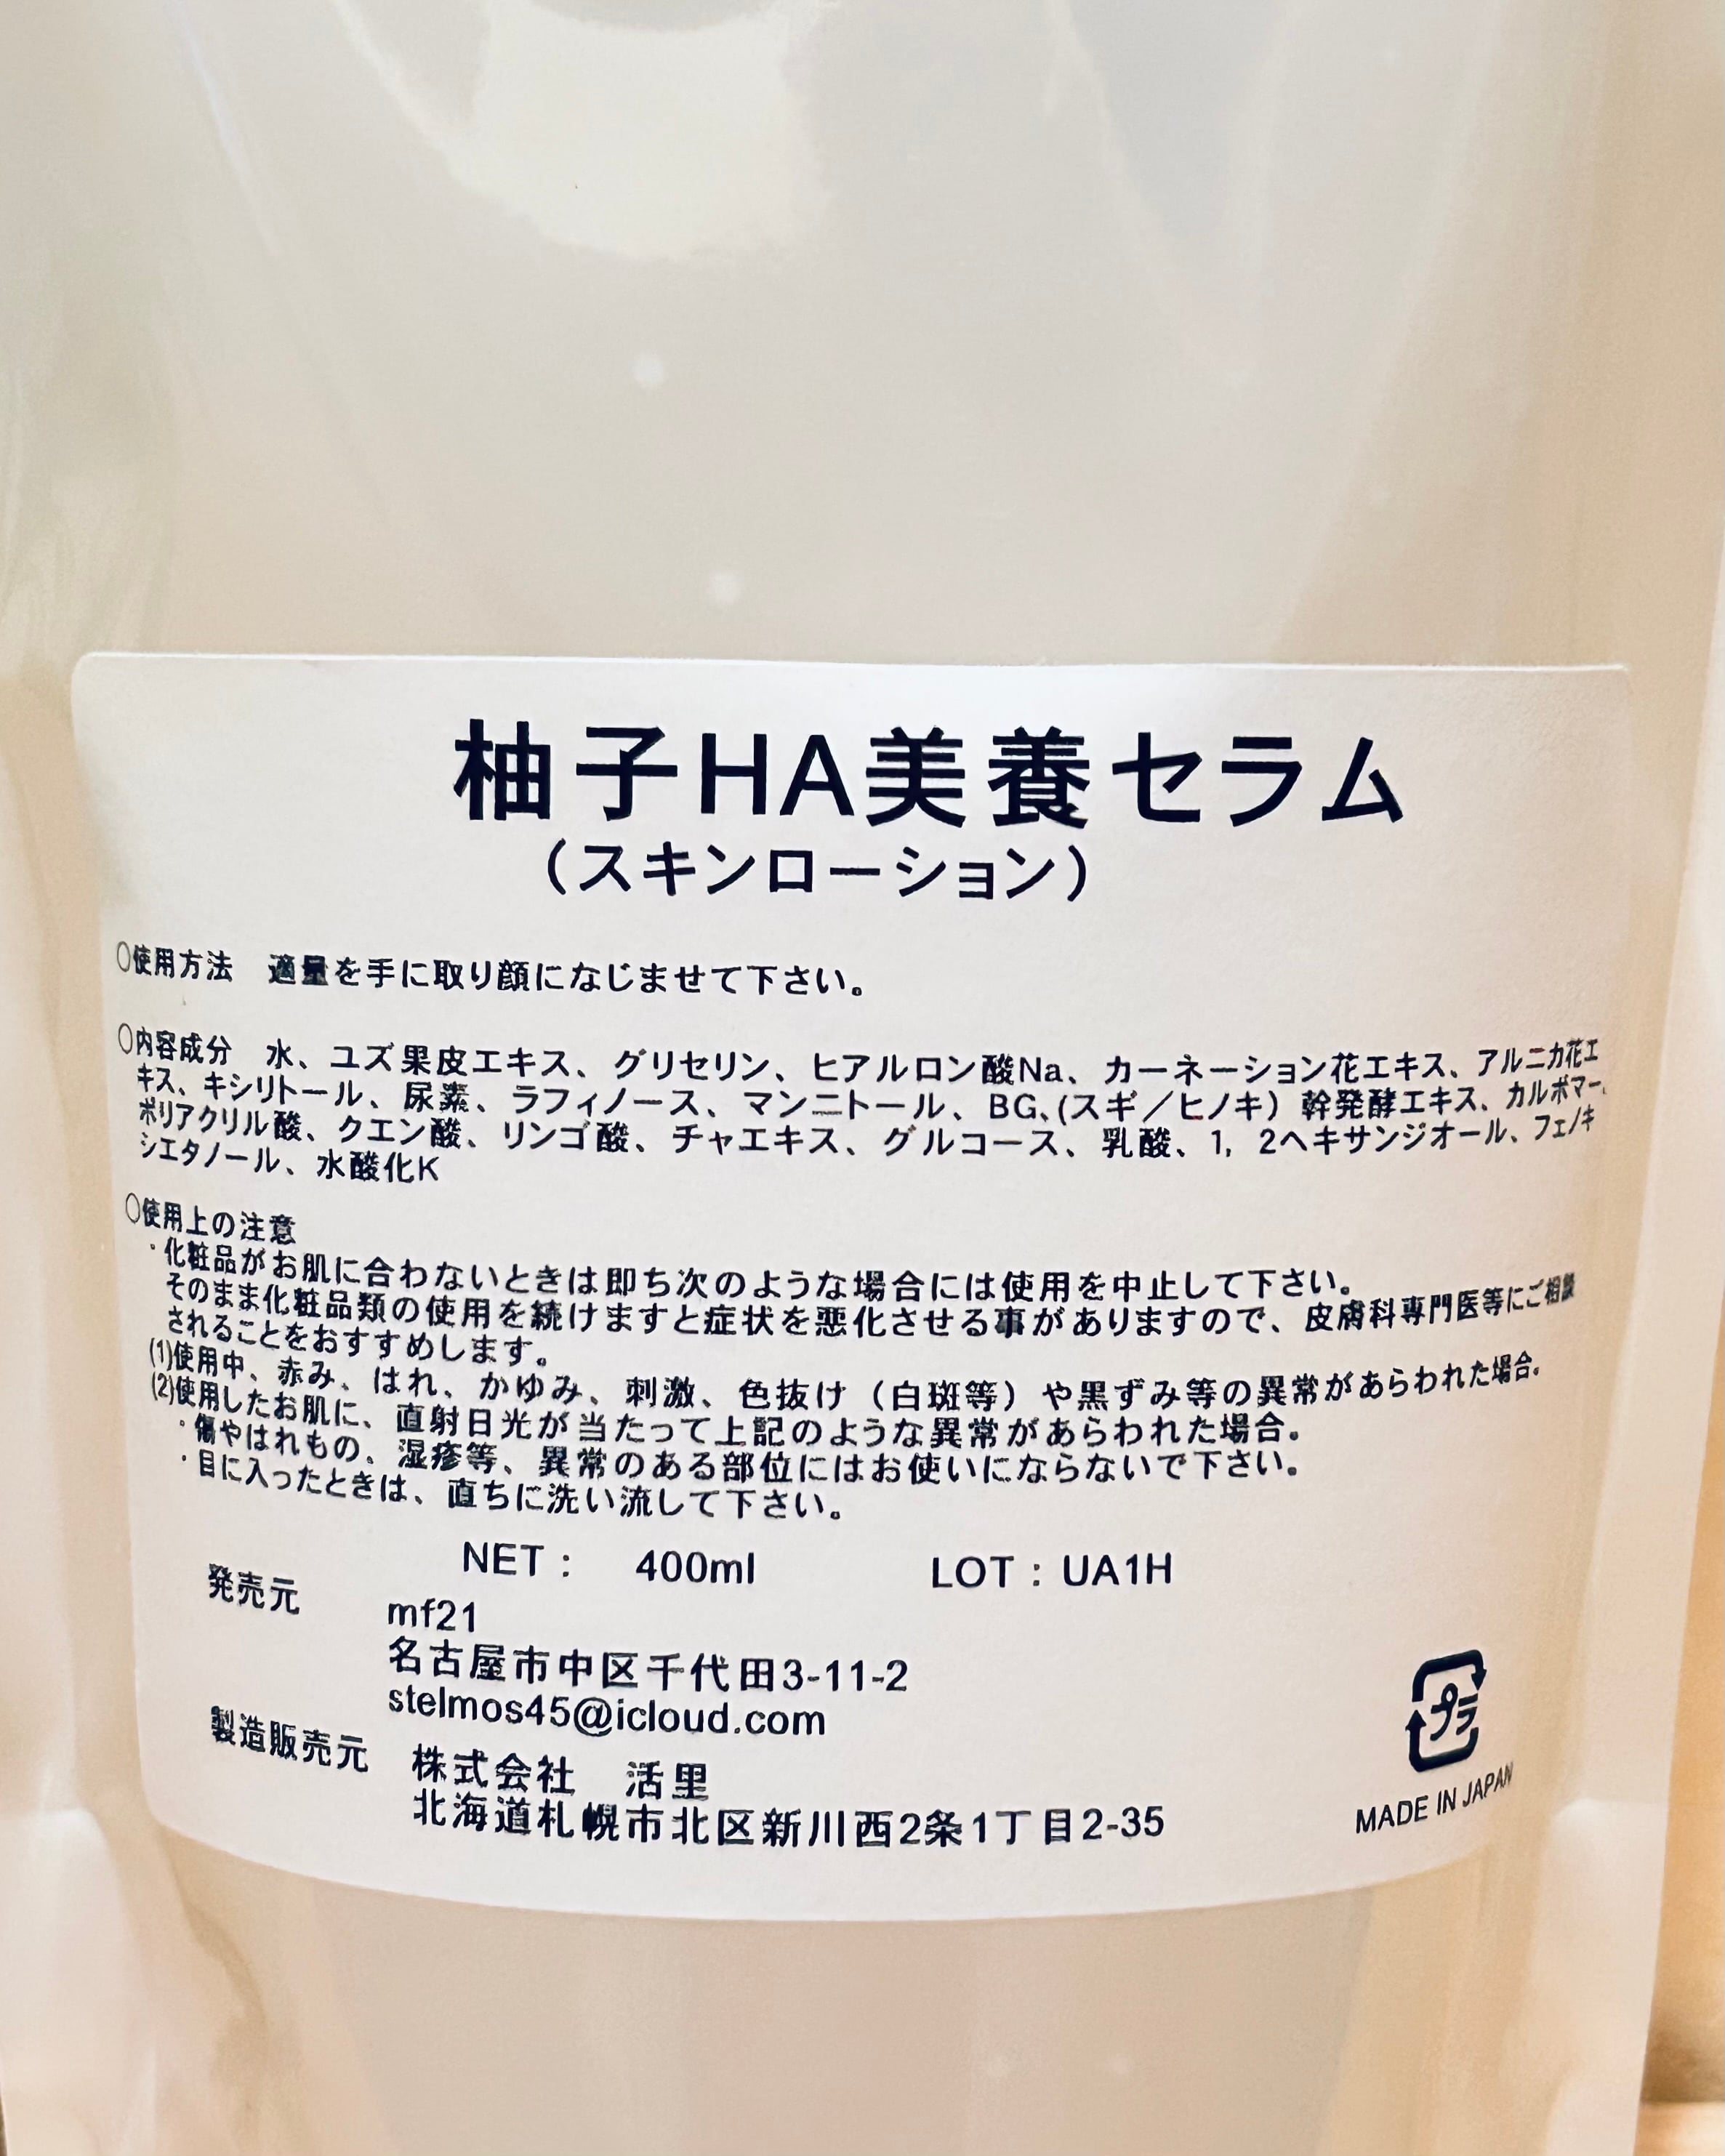 柚子HA美養セラム
（スキンローション）
○使用方法　適量を手に取り顔になじませて下さい。
○内容成分　水、ユズ果皮エキス、グリセリン、ヒアルロン酸Na、カーネーション花エキス、アルニカ花エ
キス、キシリトール、尿素、ラフィノース、マンニトール、BG、(スギ／ヒノキ）幹発酵エキス、カルボマー、
ポリアクリル酸、クエン酸、リンゴ酸、チャエキス、グルコース、乳酸、1，2ヘキサンジオール、フェノキ
シエタノール、水酸化K
○使用上の注意
・化粧品がお肌に合わないときは即ち次のような場合には使用を中止して下さい。
そのまま化粧品類の使用を続けますと症状を悪化させる事がありますので、皮膚科専門医等にご相談
されることをおすすめします。
(1)使用中、赤み、はれ、かゆみ、刺激、色抜け（白斑等）や黒ずみ等の異常があらわれた場合。
(2)使用したお肌に、直射日光が当たって上記のような異常があらわれた場合。
・傷やはれもの、湿疹等、異常のある部位にはお使いにならないで下さい。
・目に入ったときは、直ちに洗い流して下さい。
NET：　400ml　LOT：UA1H
発売元
mf21
名古屋市中区千代田3-11-2
stelmos45@icloud.com
製造販売元　株式会社　活里
北海道札幌市北区新川西2条1丁目2-35
プラ
MADE IN JAPAN